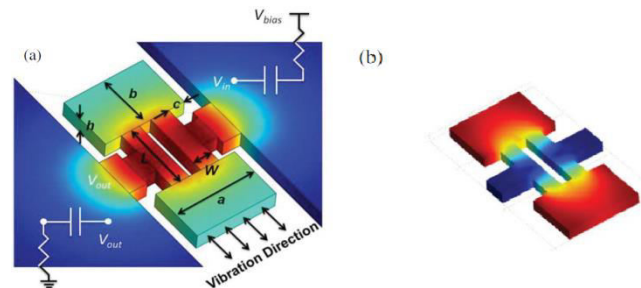 V_bias
(a)
(b)
V_in
b
c
h
L
W
V_out
a
V_out
Vibration Direction